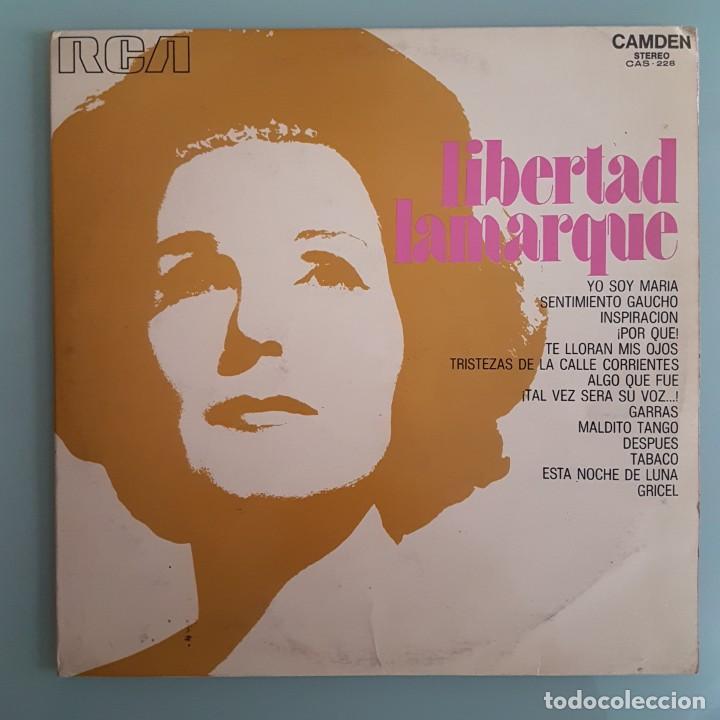 RCA
CAMDEN
STEREO
CAS-228
libertad
lamarque
YO SOY MARIA
SENTIMIENTO GAUCHO
INSPIRACION
¡POR QUE!
TE LLORAN MIS OJOS
TRISTEZAS DE LA CALLE CORRIENTES
ALGO QUE FUE
¡TAL VEZ SERA SU VOZ...!
GARRAS
MALDITO TANGO
DESPUES
TABACO
ESTA NOCHE DE LUNA
GRICEL
todocoleccion